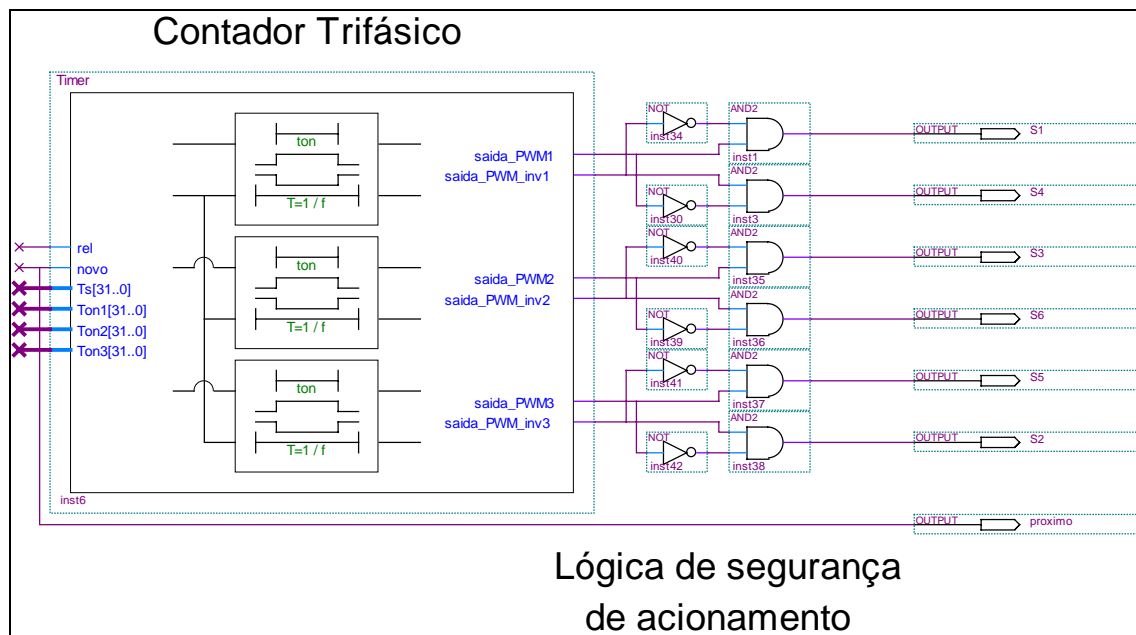 Contador Trifásico
Timer
ton
T=1 / f
ton
T=1 / f
ton
T=1 / f
rel
novo
Ts[31..0]
Ton1[31..0]
Ton2[31..0]
Ton3[31..0]
saida_PWM1
saida_PWM_inv1
saida_PWM2
saida_PWM_inv2
saida_PWM3
saida_PWM_inv3
inst6
NOT
inst34
AND2
inst1
OUTPUT
S1
NOT
inst30
AND2
inst3
OUTPUT
S4
NOT
inst40
AND2
inst35
OUTPUT
S3
NOT
inst39
AND2
inst36
OUTPUT
S6
NOT
inst41
AND2
inst37
OUTPUT
S5
NOT
inst42
AND2
inst38
OUTPUT
S2
OUTPUT
proximo
Lógica de segurança
de acionamento